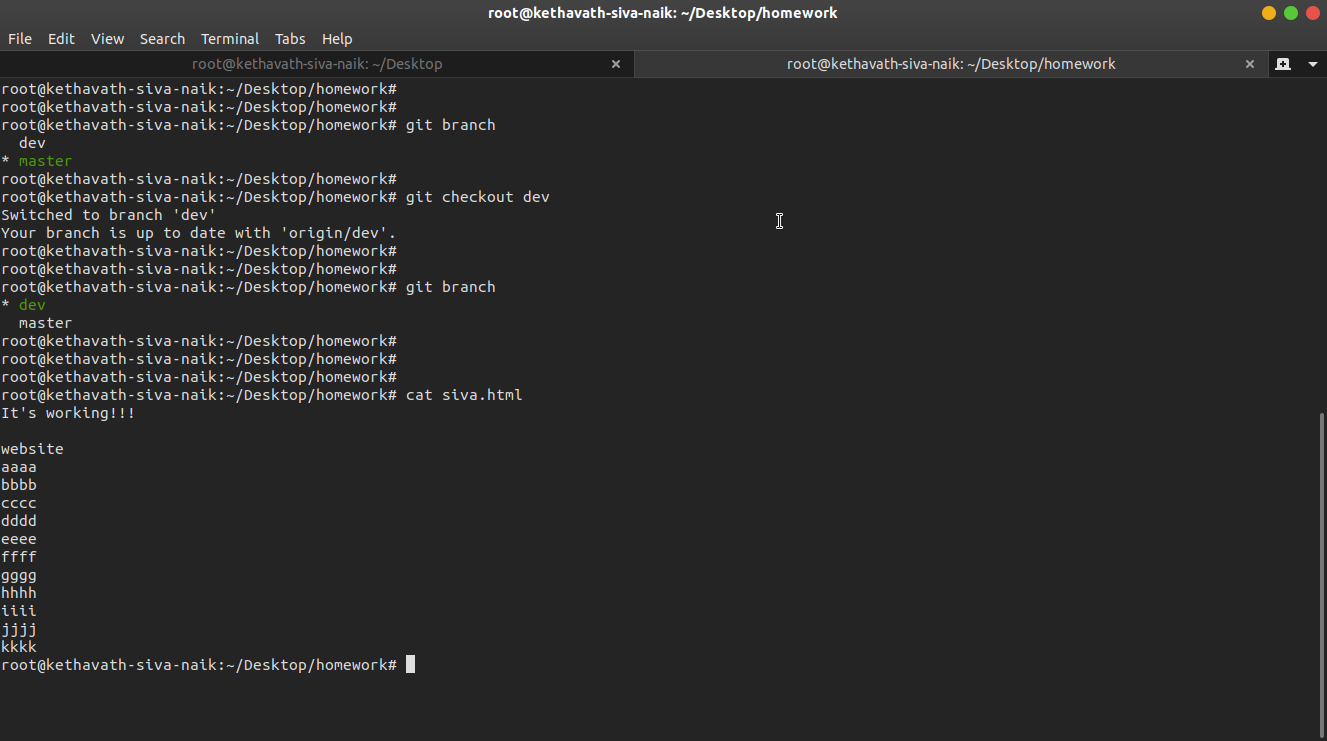 root@kethavath-siva-naik: ~/Desktop/homework
File Edit View Search Terminal Tabs Help
root@kethavath-siva-naik: ~/Desktop × root@kethavath-siva-naik: ~/Desktop/homework ×
root@kethavath-siva-naik:~/Desktop/homework#
root@kethavath-siva-naik:~/Desktop/homework#
root@kethavath-siva-naik:~/Desktop/homework# git branch
  dev
* master
root@kethavath-siva-naik:~/Desktop/homework#
root@kethavath-siva-naik:~/Desktop/homework# git checkout dev
Switched to branch 'dev'
Your branch is up to date with 'origin/dev'.
root@kethavath-siva-naik:~/Desktop/homework#
root@kethavath-siva-naik:~/Desktop/homework#
root@kethavath-siva-naik:~/Desktop/homework# git branch
* dev
  master
root@kethavath-siva-naik:~/Desktop/homework#
root@kethavath-siva-naik:~/Desktop/homework#
root@kethavath-siva-naik:~/Desktop/homework#
root@kethavath-siva-naik:~/Desktop/homework# cat siva.html
It's working!!!

website
aaaa
bbbb
cccc
dddd
eeee
ffff
gggg
hhhh
iiii
jjjj
kkkk
root@kethavath-siva-naik:~/Desktop/homework#